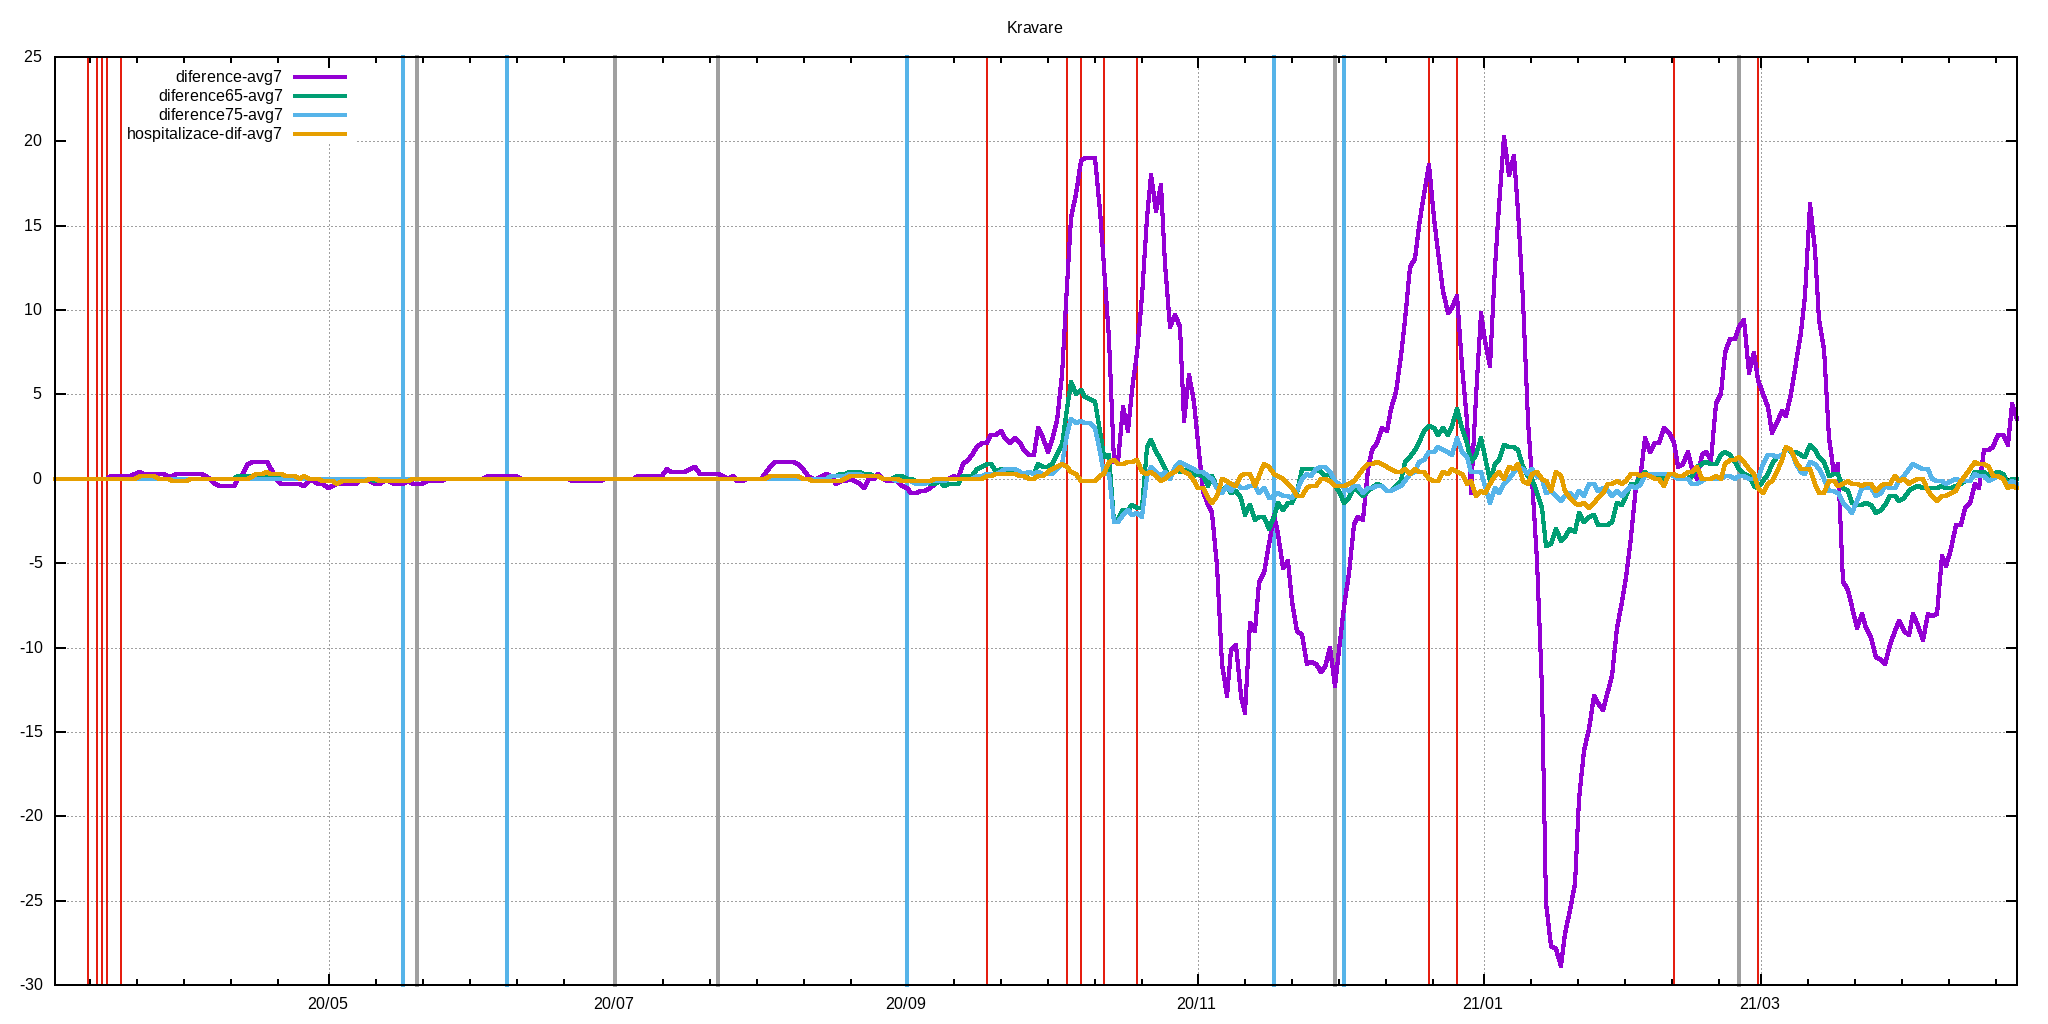 Kravare
25
diference-avg7
diference65-avg7
diference75-avg7
hospitalizace-dif-avg7
20
15
10
5
0
-5
-10
-15
-20
-25
-30
20/05 20/07 20/09 20/11 21/01 21/03